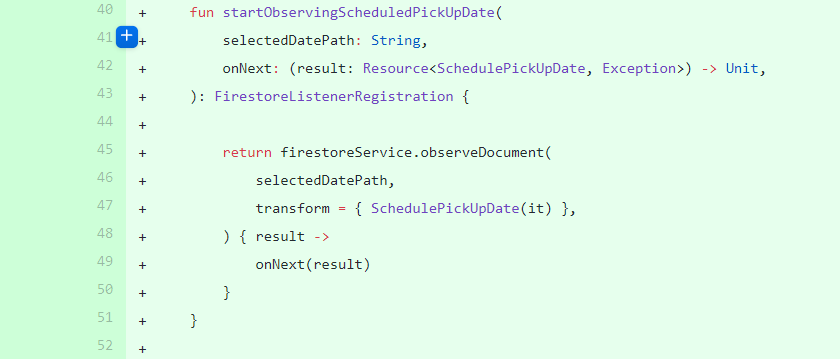 40 + fun startObservingScheduledPickUpDate(
41 + + selectedDatePath: String,
42 + onNext: (result: Resource<SchedulePickUpDate, Exception>) -> Unit,
43 + ): FirestoreListenerRegistration {
44 +
45 + return firestoreService.observeDocument(
46 + selectedDatePath,
47 + transform = { SchedulePickUpDate(it) },
48 + ) { result ->
49 + onNext(result)
50 + }
51 + }
52 +